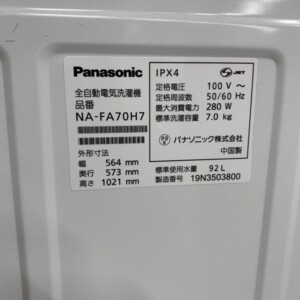 Panasonic
全自動電気洗濯機
品番
NA-FA70H7
外形寸法
幅 564 mm
奥行 573 mm
高さ 1021 mm
IPX4 JET
定格電圧 100 V ～
定格周波数 50/60 Hz
最大消費電力 280 W
標準洗濯容量 7.0 kg
パナソニック株式会社
中国製
標準使用水量 92 L
製造番号 19N3503800